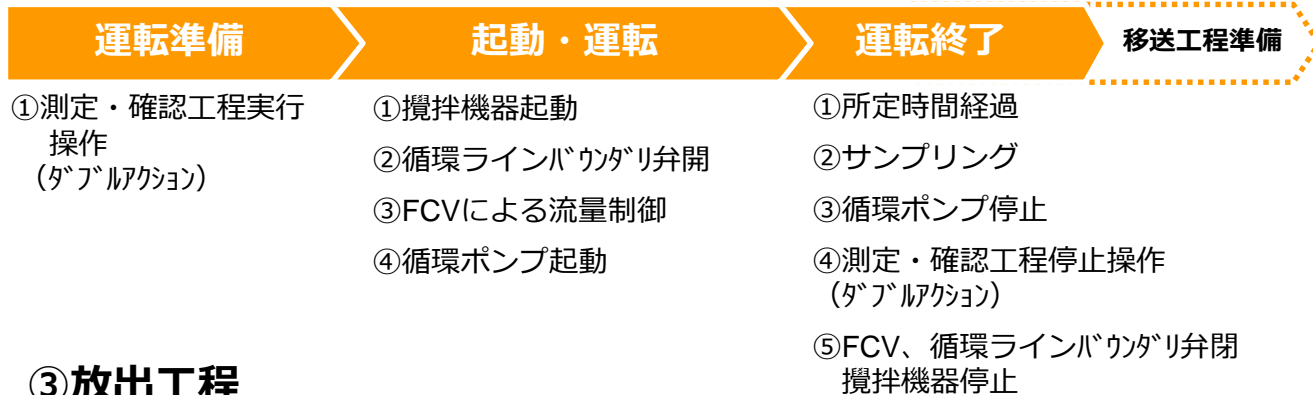 運転準備
起動・運転
運転終了
移送工程準備
①測定・確認工程実行
操作
（ﾀﾞﾌﾞﾙｱｸｼｮﾝ）
①攪拌機器起動
②循環ラインﾊﾞｳﾝﾀﾞﾘ弁開
③FCVによる流量制御
④循環ポンプ起動
①所定時間経過
②サンプリング
③循環ポンプ停止
④測定・確認工程停止操作
（ﾀﾞﾌﾞﾙｱｸｼｮﾝ）
⑤FCV、循環ラインﾊﾞｳﾝﾀﾞﾘ弁閉
攪拌機器停止
③放出工程